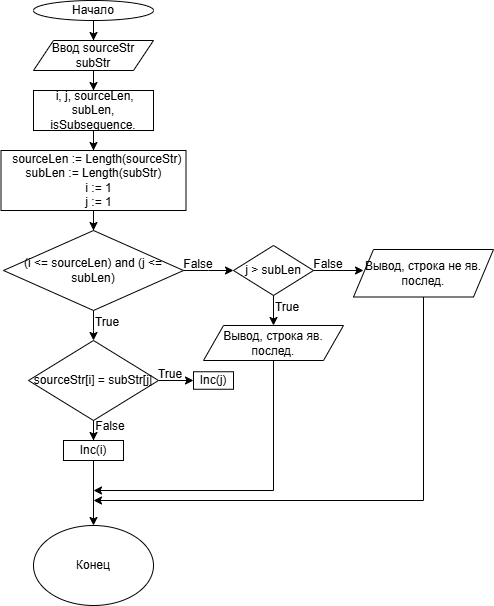 Начало
Ввод sourceStr
subStr
i, j, sourceLen,
subLen,
isSubsequence.
sourceLen := Length(sourceStr)
subLen := Length(subStr)
i := 1
j := 1
(i <= sourceLen) and (j <=
subLen)
False
j > subLen
False
Вывод, строка не яв.
послед.
True
True
Вывод, строка яв.
послед.
sourceStr[i] = subStr[j]
True
Inc(j)
False
Inc(i)
Конец